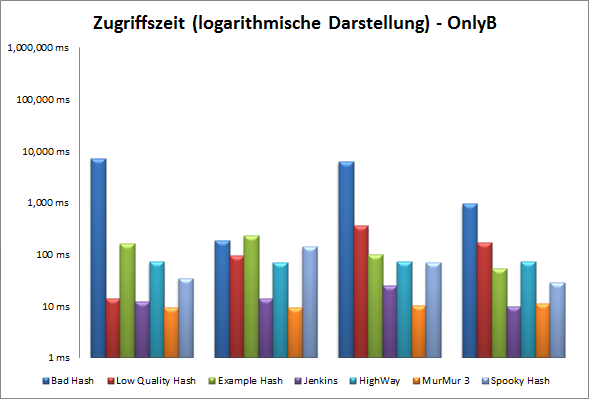 Zugriffszeit (logarithmische Darstellung) - OnlyB
1,000,000 ms
100,000 ms
10,000 ms
1,000 ms
100 ms
10 ms
1 ms
Bad Hash Low Quality Hash Example Hash Jenkins HighWay MurMur 3 Spooky Hash